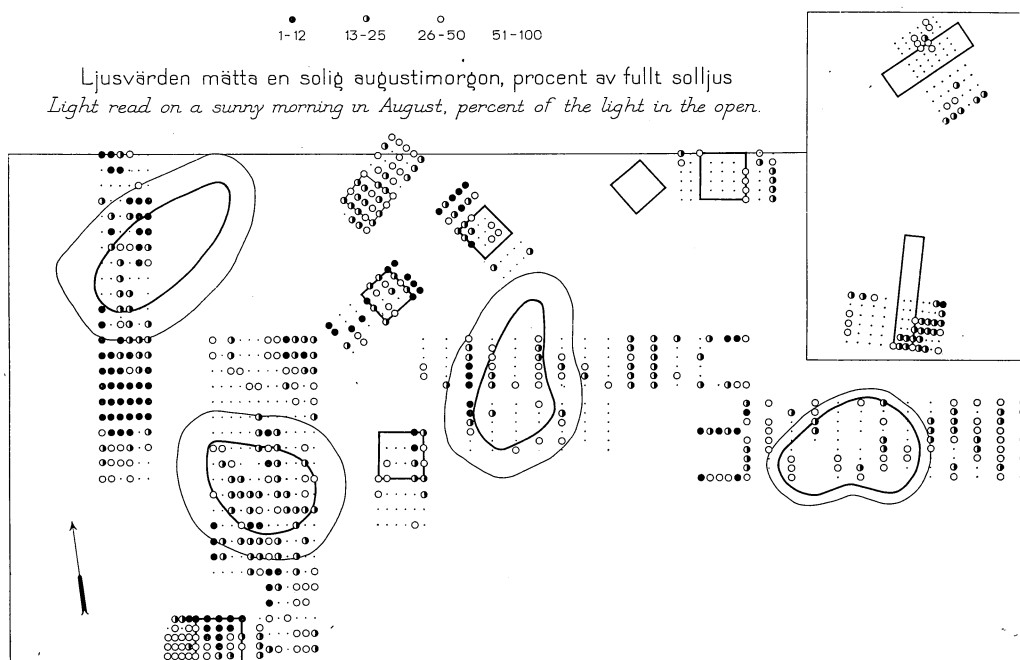 1-12 13-25 26-50 51-100
Ljusvärden mätta en solig augustimorgon, procent av fullt solljus
Light read on a sunny morning in August, percent of the light in the open.